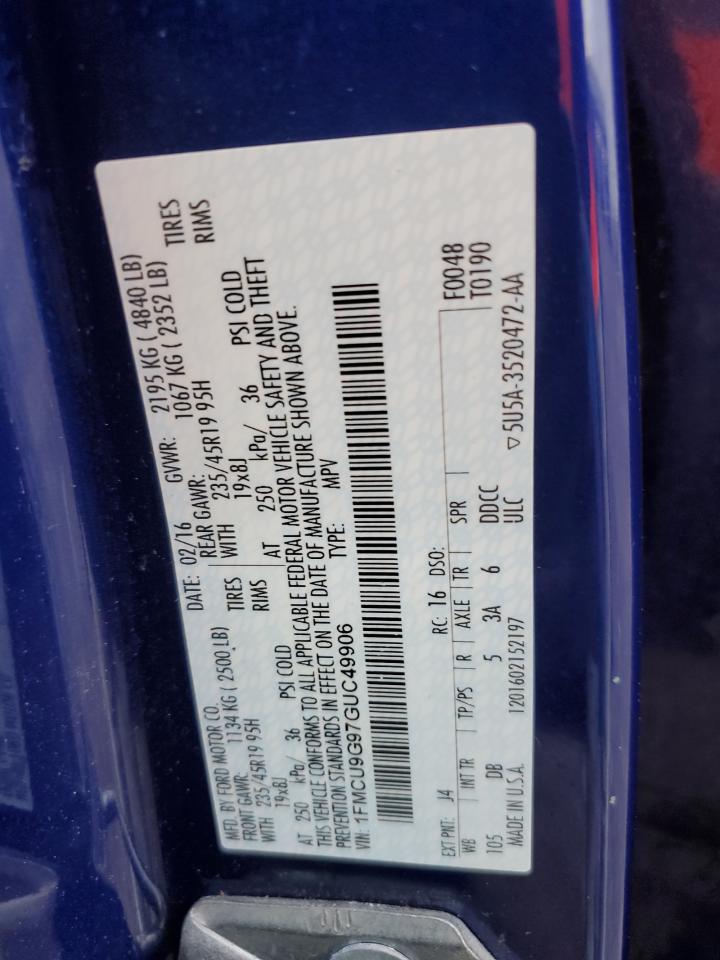 MFD. BY FORD MOTOR CO.
DATE: 02/16 GVWR: 2195 KG ( 4840 LB)
FRONT GAWR: 1134 KG ( 2500 LB) REAR GAWR: 1067 KG ( 2352 LB)
WITH 235/45R19 95H TIRES WITH 235/45R19 95H TIRES
19x8J RIMS 19x8J RIMS
AT 250 kPa/ 36 PSI COLD AT 250 kPa/ 36 PSI COLD
THIS VEHICLE CONFORMS TO ALL APPLICABLE FEDERAL MOTOR VEHICLE SAFETY AND THEFT
PREVENTION STANDARDS IN EFFECT ON THE DATE OF MANUFACTURE SHOWN ABOVE.
VIN: 1FMCU9G97GUC49906 TYPE: MPV
EXT PNT: J4 RC: 16 DSO: F0048
WB INT TR TP/PS R AXLE TR SPR T0190
105 DB 5 3A 6 DDCC
MADE IN U.S.A. 1201602152197 ULC ▽5U5A-3520472-AA